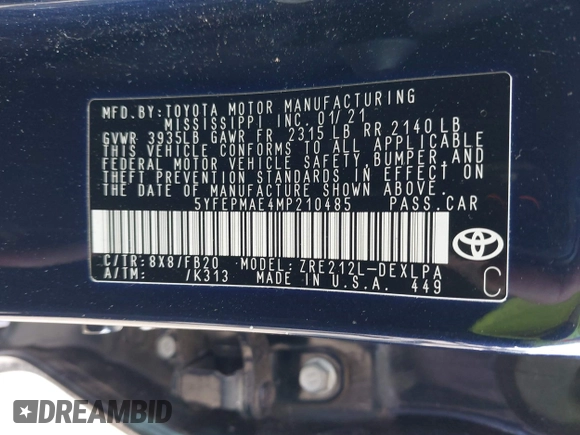 MFD. BY: TOYOTA MOTOR MANUFACTURING
MISSISSIPPI INC. 01/21
GVWR 3935LB GAWR FR 2315 LB RR 2140 LB
THIS VEHICLE CONFORMS TO ALL APPLICABLE
FEDERAL MOTOR VEHICLE SAFETY, BUMPER, AND
THEFT PREVENTION STANDARDS IN EFFECT ON
THE DATE OF MANUFACTURE SHOWN ABOVE.
5YFEPMAE4MP210485 PASS. CAR
C/TR: 8X8/FB20 MODEL: ZRE212L-DEXLPA
A/TM: /K313 MADE IN U.S.A. 449
C
DREAMBID